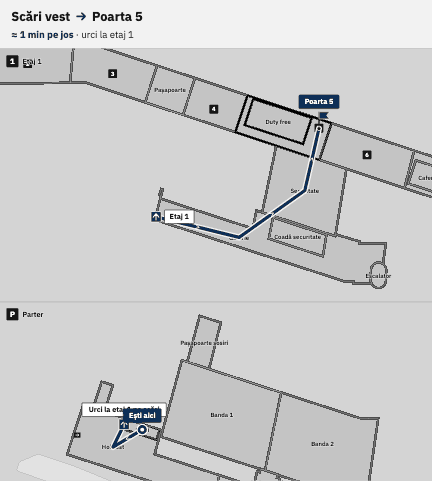 Scări vest → Poarta 5
≈ 1 min pe jos · urci la etaj 1
1 Etaj 1
3
Pașapoarte
4
Poarta 5
Duty free
6
Securitate
Etaj 1
Coadă securitate
Escalator
P Parter
Pașapoarte sosiri
Urci la etaj
Ești aici
Banda 1
Banda 2